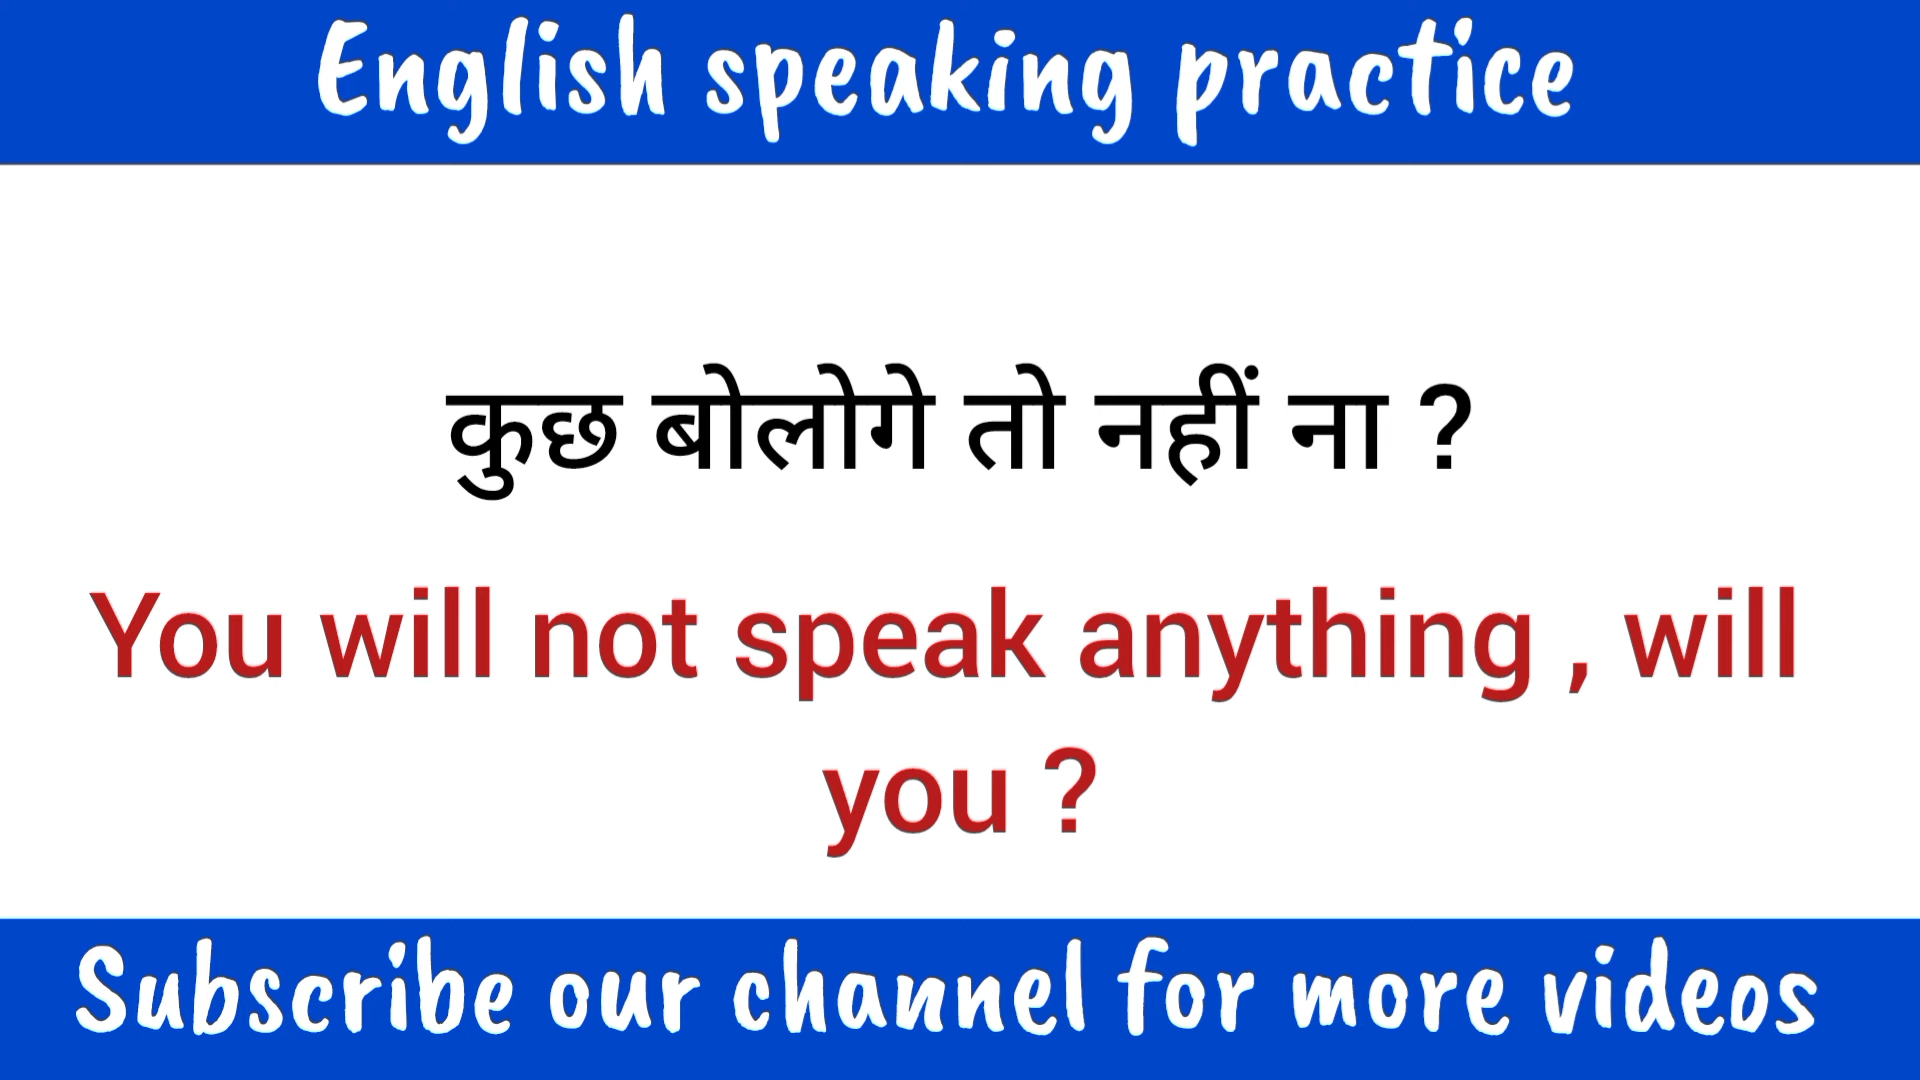 English speaking practice
कुछ बोलोगे तो नहीं ना ?
You will not speak anything , will
you ?
Subscribe our channel for more videos